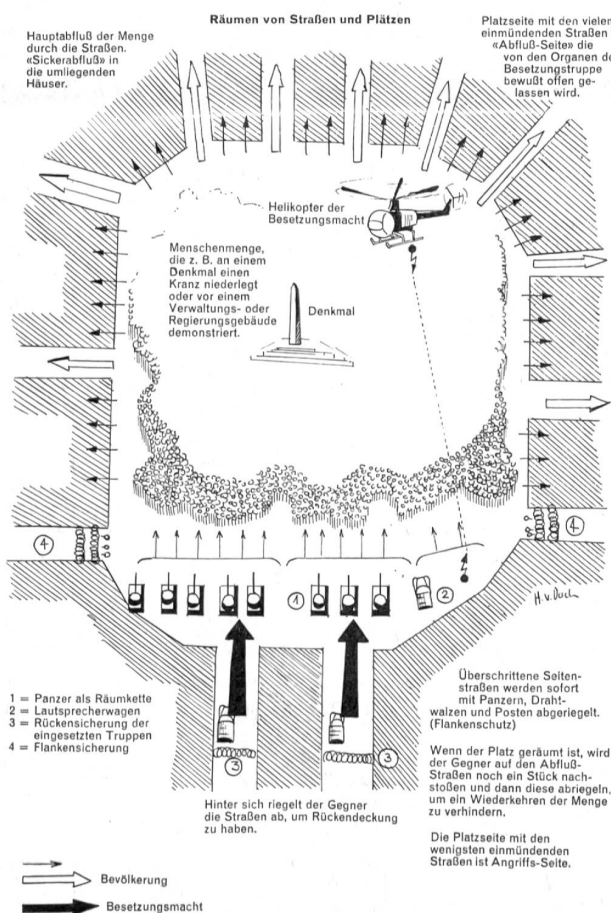 Räumen von Straßen und Plätzen
Hauptabfluß der Menge
durch die Straßen.
«Sickerabfluß» in
die umliegenden
Häuser.
Platzseite mit den vielen
einmündenden Straßen
«Abfluß-Seite» die
von den Organen de
Besetzungstruppe
bewußt offen ge-
lassen wird.
Helikopter der
Besetzungsmacht
Menschenmenge,
die z. B. an einem
Denkmal einen
Kranz niederlegt
oder vor einem
Verwaltungs- oder
Regierungsgebäude
demonstriert.
Denkmal
4
4
1
2
H.v.Dach
1 = Panzer als Räumkette
2 = Lautsprecherwagen
3 = Rückensicherung der
eingesetzten Truppen
4 = Flankensicherung
3
3
Überschrittene Seiten-
straßen werden sofort
mit Panzern, Draht-
walzen und Posten abgeriegelt.
(Flankenschutz)
Wenn der Platz geräumt ist, wird
der Gegner auf den Abfluß-
Straßen noch ein Stück nach-
stoßen und dann diese abriegeln,
um ein Wiederkehren der Menge
zu verhindern.
Die Platzseite mit den
wenigsten einmündenden
Straßen ist Angriffs-Seite.
Hinter sich riegelt der Gegner
die Straßen ab, um Rückendeckung
zu haben.
Bevölkerung
Besetzungsmacht